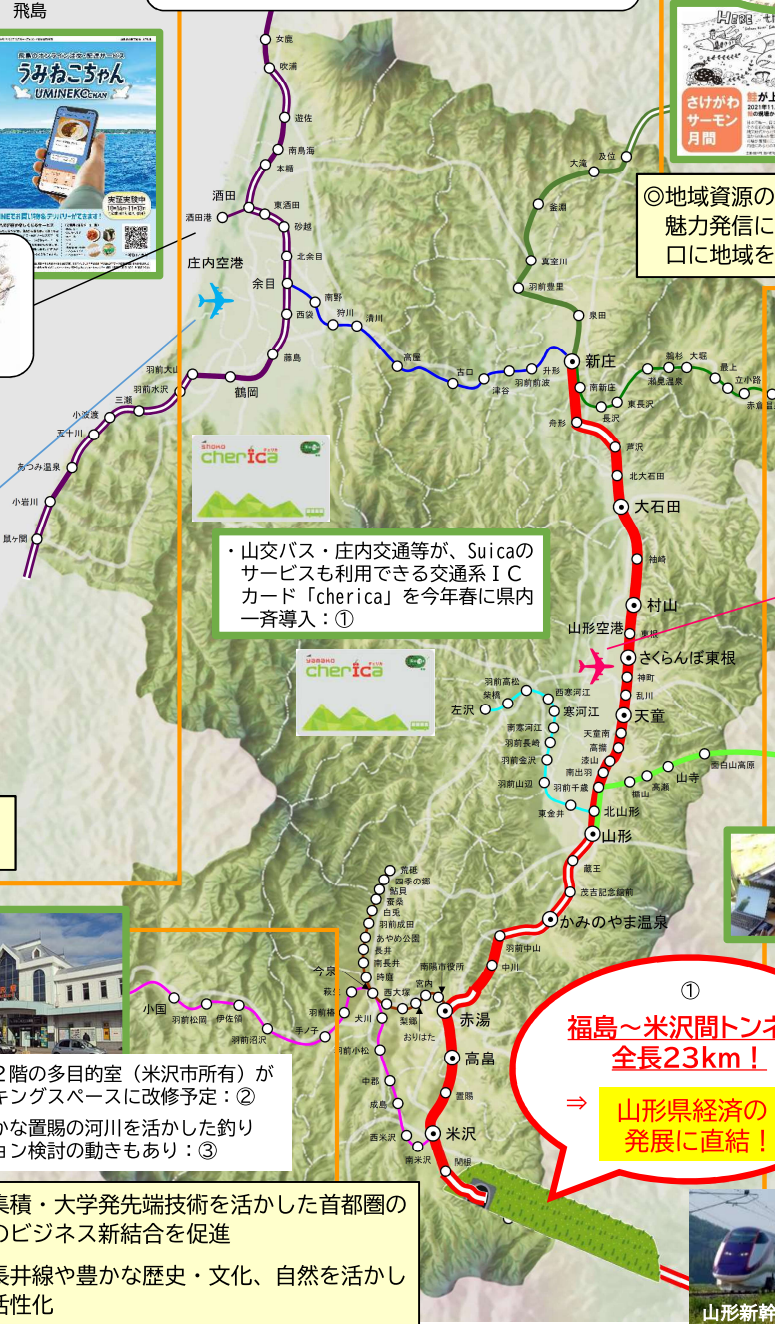 飛島
うみねこちゃん
UMINEKOCHAN
実証実験中
HERE
さけがわ
サーモン
月間
◎地域資源の
魅力発信に
口に地域を
女鹿
吹浦
遊佐
南鳥海
本楯
酒田
酒田港
東酒田
砂越
北余目
庄内空港
余目
南野
西袋
狩川
清川
藤島
高屋
古口
津谷
羽前前波
升形
羽前大山
羽前水沢
鶴岡
三瀬
小波渡
五十川
あつみ温泉
小岩川
鼠ヶ関
及位
大滝
釜淵
真室川
羽前豊里
泉田
新庄
南新庄
長沢
東長沢
瀬見温泉
鵜杉
大堀
最上
立小路
赤倉温
舟形
芦沢
北大石田
大石田
袖崎
村山
山形空港
東根
さくらんぼ東根
神町
乱川
天童
天童南
高擶
漆山
南出羽
羽前千歳
北山形
山形
楯山
高瀬
山寺
面白山高原
左沢
柴橋
羽前高松
西寒河江
寒河江
南寒河江
羽前長崎
羽前金沢
羽前山辺
東金井
shoko
cherica
・山交バス・庄内交通等が、Suicaの
サービスも利用できる交通系ＩＣ
カード「cherica」を今年春に県内
一斉導入：①
yamako
cherica
蔵王
茂吉記念館前
かみのやま温泉
羽前中山
中川
赤湯
高畠
置賜
米沢
関根
荒砥
四季の郷
鮎貝
蚕桑
白兎
羽前成田
あやめ公園
長井
南長井
時庭
今泉
萩生
西大塚
犬川
梨郷
おりはた
宮内
南陽市役所
小国
羽前松岡
伊佐領
羽前沼沢
手ノ子
羽前椿
羽前小松
中郡
成島
西米沢
南米沢
①
福島～米沢間トンネ
全長23km！
⇒ 山形県経済の
発展に直結！
２階の多目的室（米沢市所有）が
キングスペースに改修予定：②
かな置賜の河川を活かした釣り
ョン検討の動きもあり：③
集積・大学発先端技術を活かした首都圏の
のビジネス新結合を促進
長井線や豊かな歴史・文化、自然を活かし
活性化
山形新幹